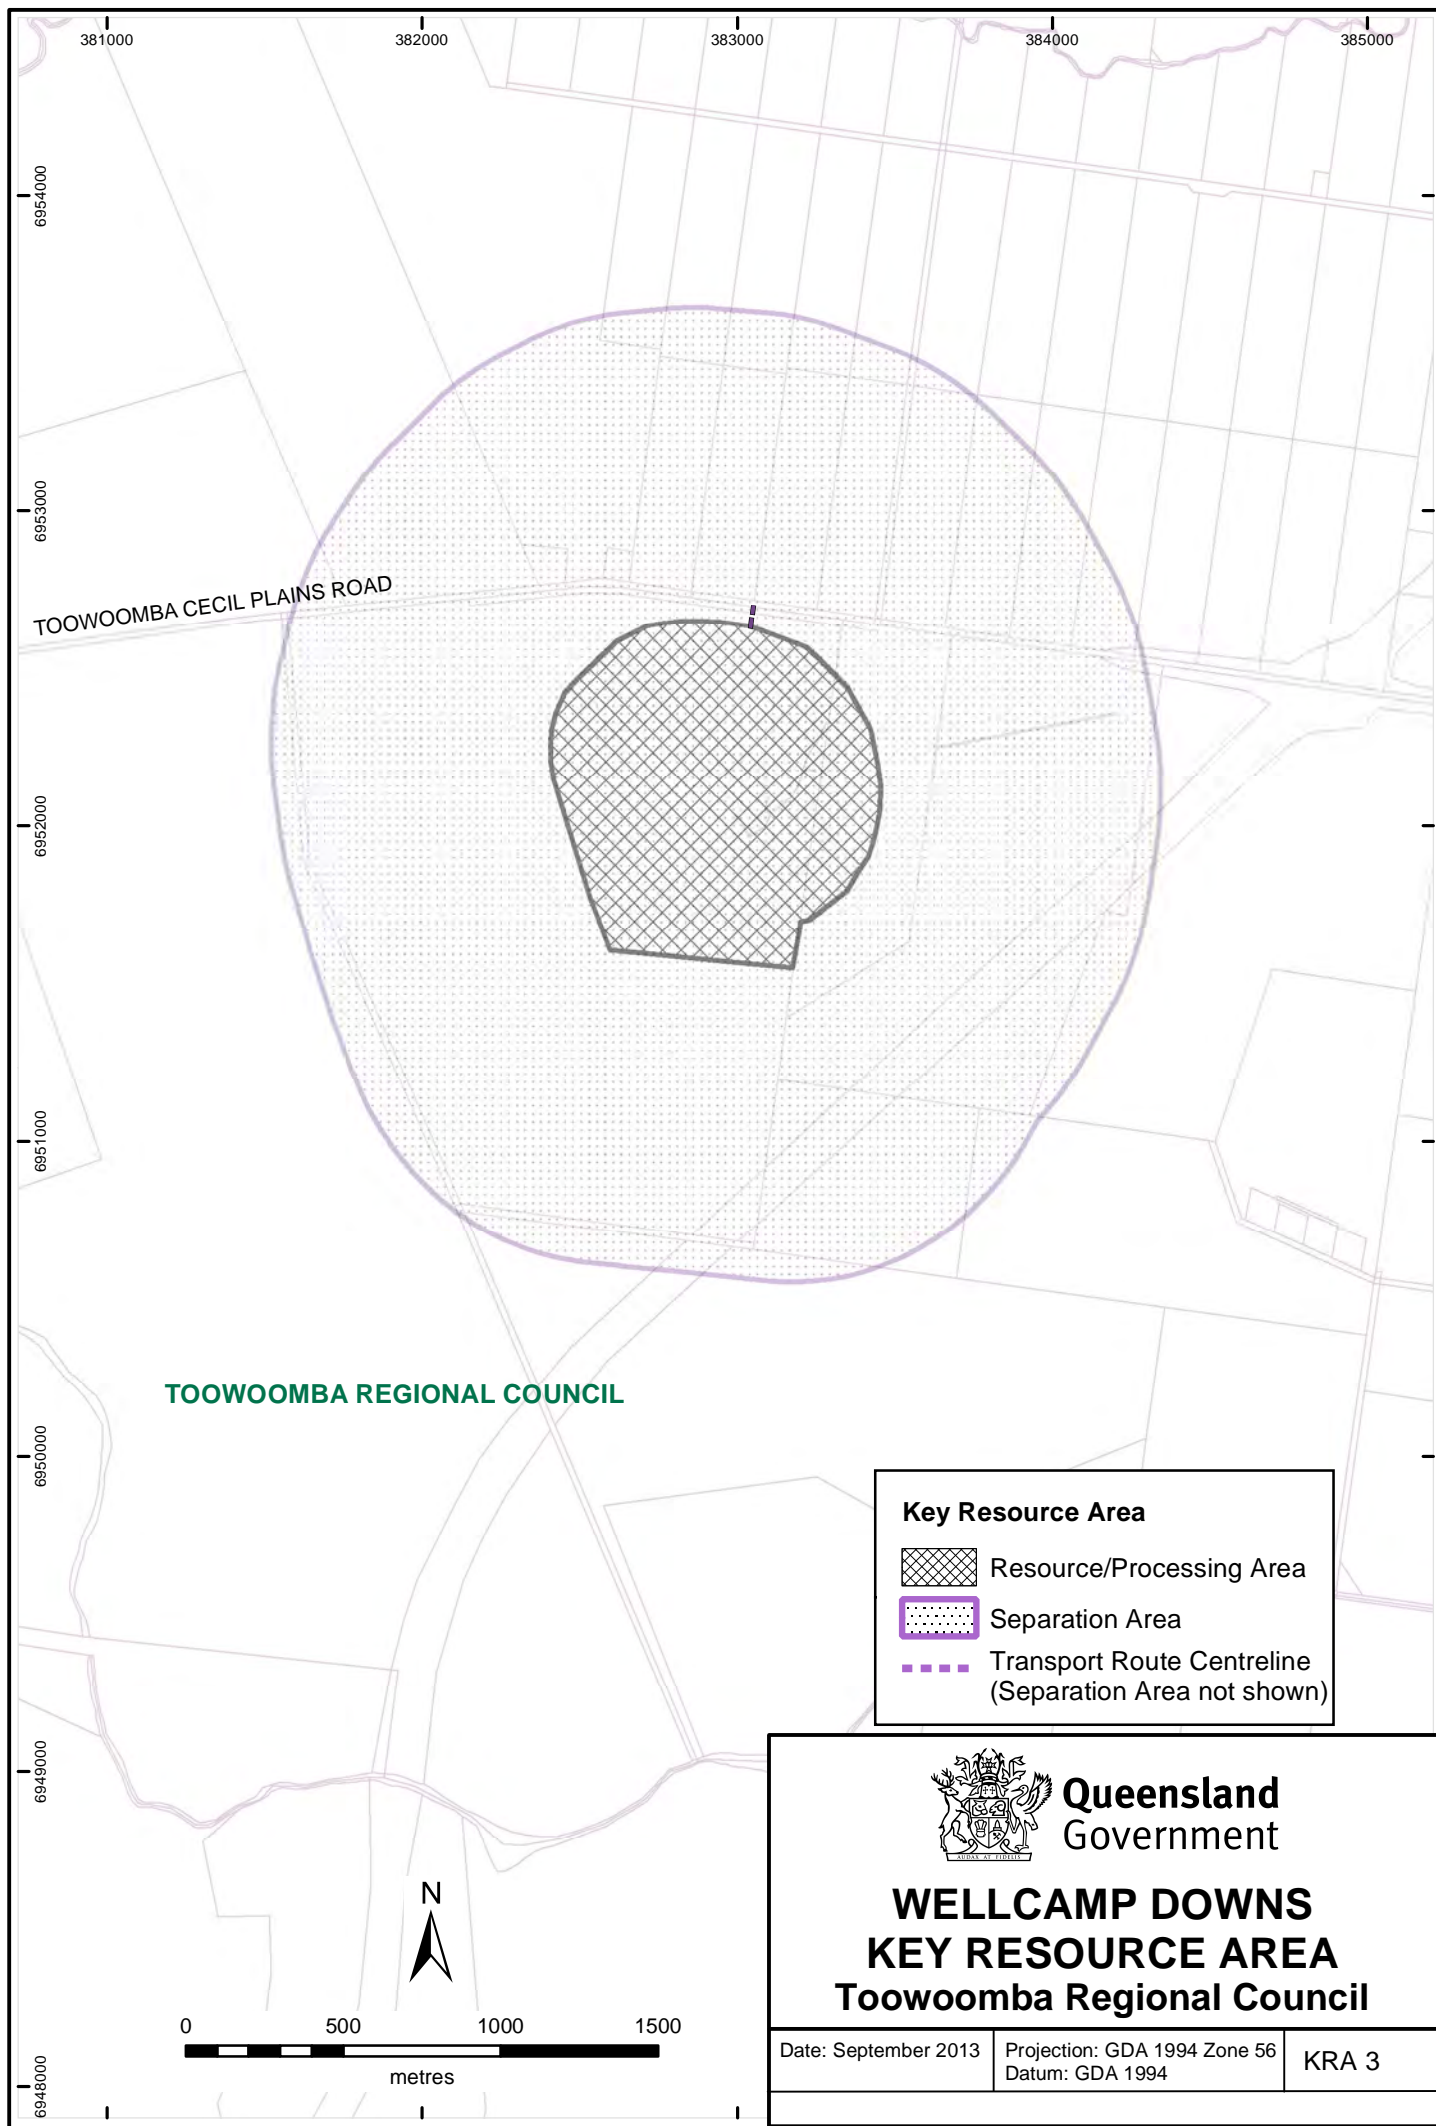 381000
382000
383000
384000
385000
6954000
6953000
6952000
6951000
6950000
6949000
6948000
TOOWOOMBA CECIL PLAINS ROAD
TOOWOOMBA REGIONAL COUNCIL
Key Resource Area
Resource/Processing Area
Separation Area
Transport Route Centreline
(Separation Area not shown)
AUDAX AT FIDELIS
Queensland
Government
WELLCAMP DOWNS
KEY RESOURCE AREA
Toowoomba Regional Council
Date: September 2013
Projection: GDA 1994 Zone 56
Datum: GDA 1994
KRA 3
N
0 500 1000 1500
metres